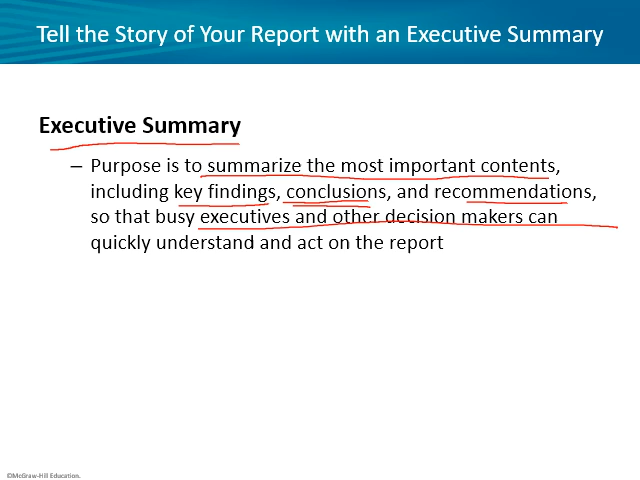 Tell the Story of Your Report with an Executive Summary
Executive Summary
– Purpose is to summarize the most important contents,
including key findings, conclusions, and recommendations,
so that busy executives and other decision makers can
quickly understand and act on the report
©McGraw-Hill Education.